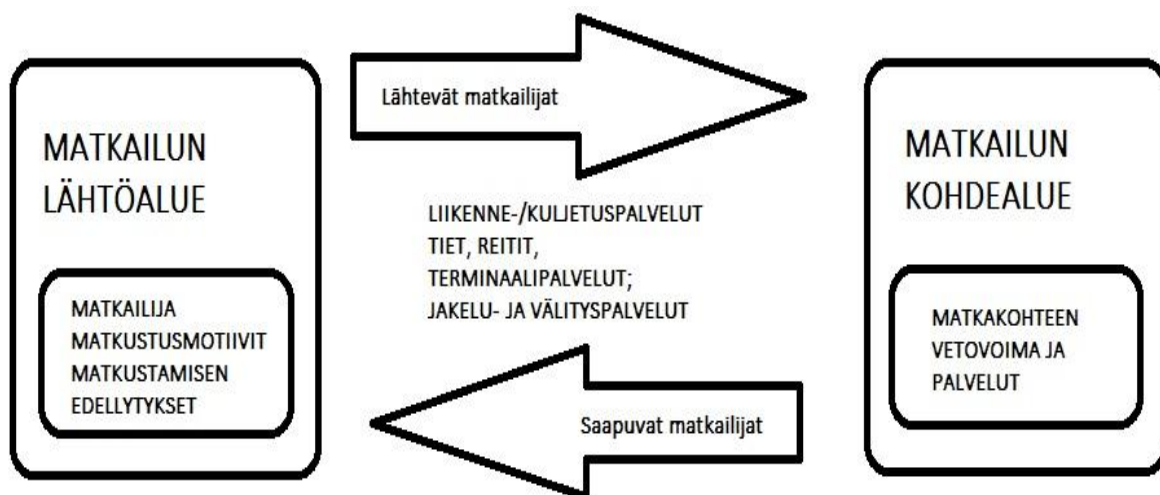 MATKAILUN
LÄHTÖALUE
MATKAILIJA
MATKUSTUSMOTIIVIT
MATKUSTAMISEN
EDELLYTYKSET
Lähtevät matkailijat
LIIKENNE-/KULJETUSPALVELUT
TIET, REITIT,
TERMINAALIPALVELUT;
JAKELU- JA VÄLITYSPALVELUT
Saapuvat matkailijat
MATKAILUN
KOHDEALUE
MATKAKOHTEEN
VETOVOIMA JA
PALVELUT